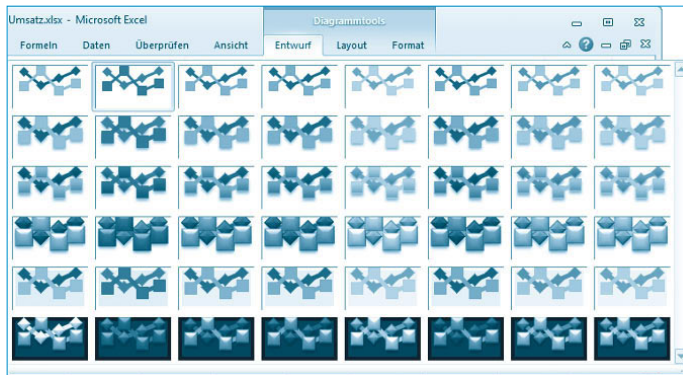 Umsatz.xlsx - Microsoft Excel
Diagrammtools
Formeln Daten Überprüfen Ansicht Entwurf Layout Format